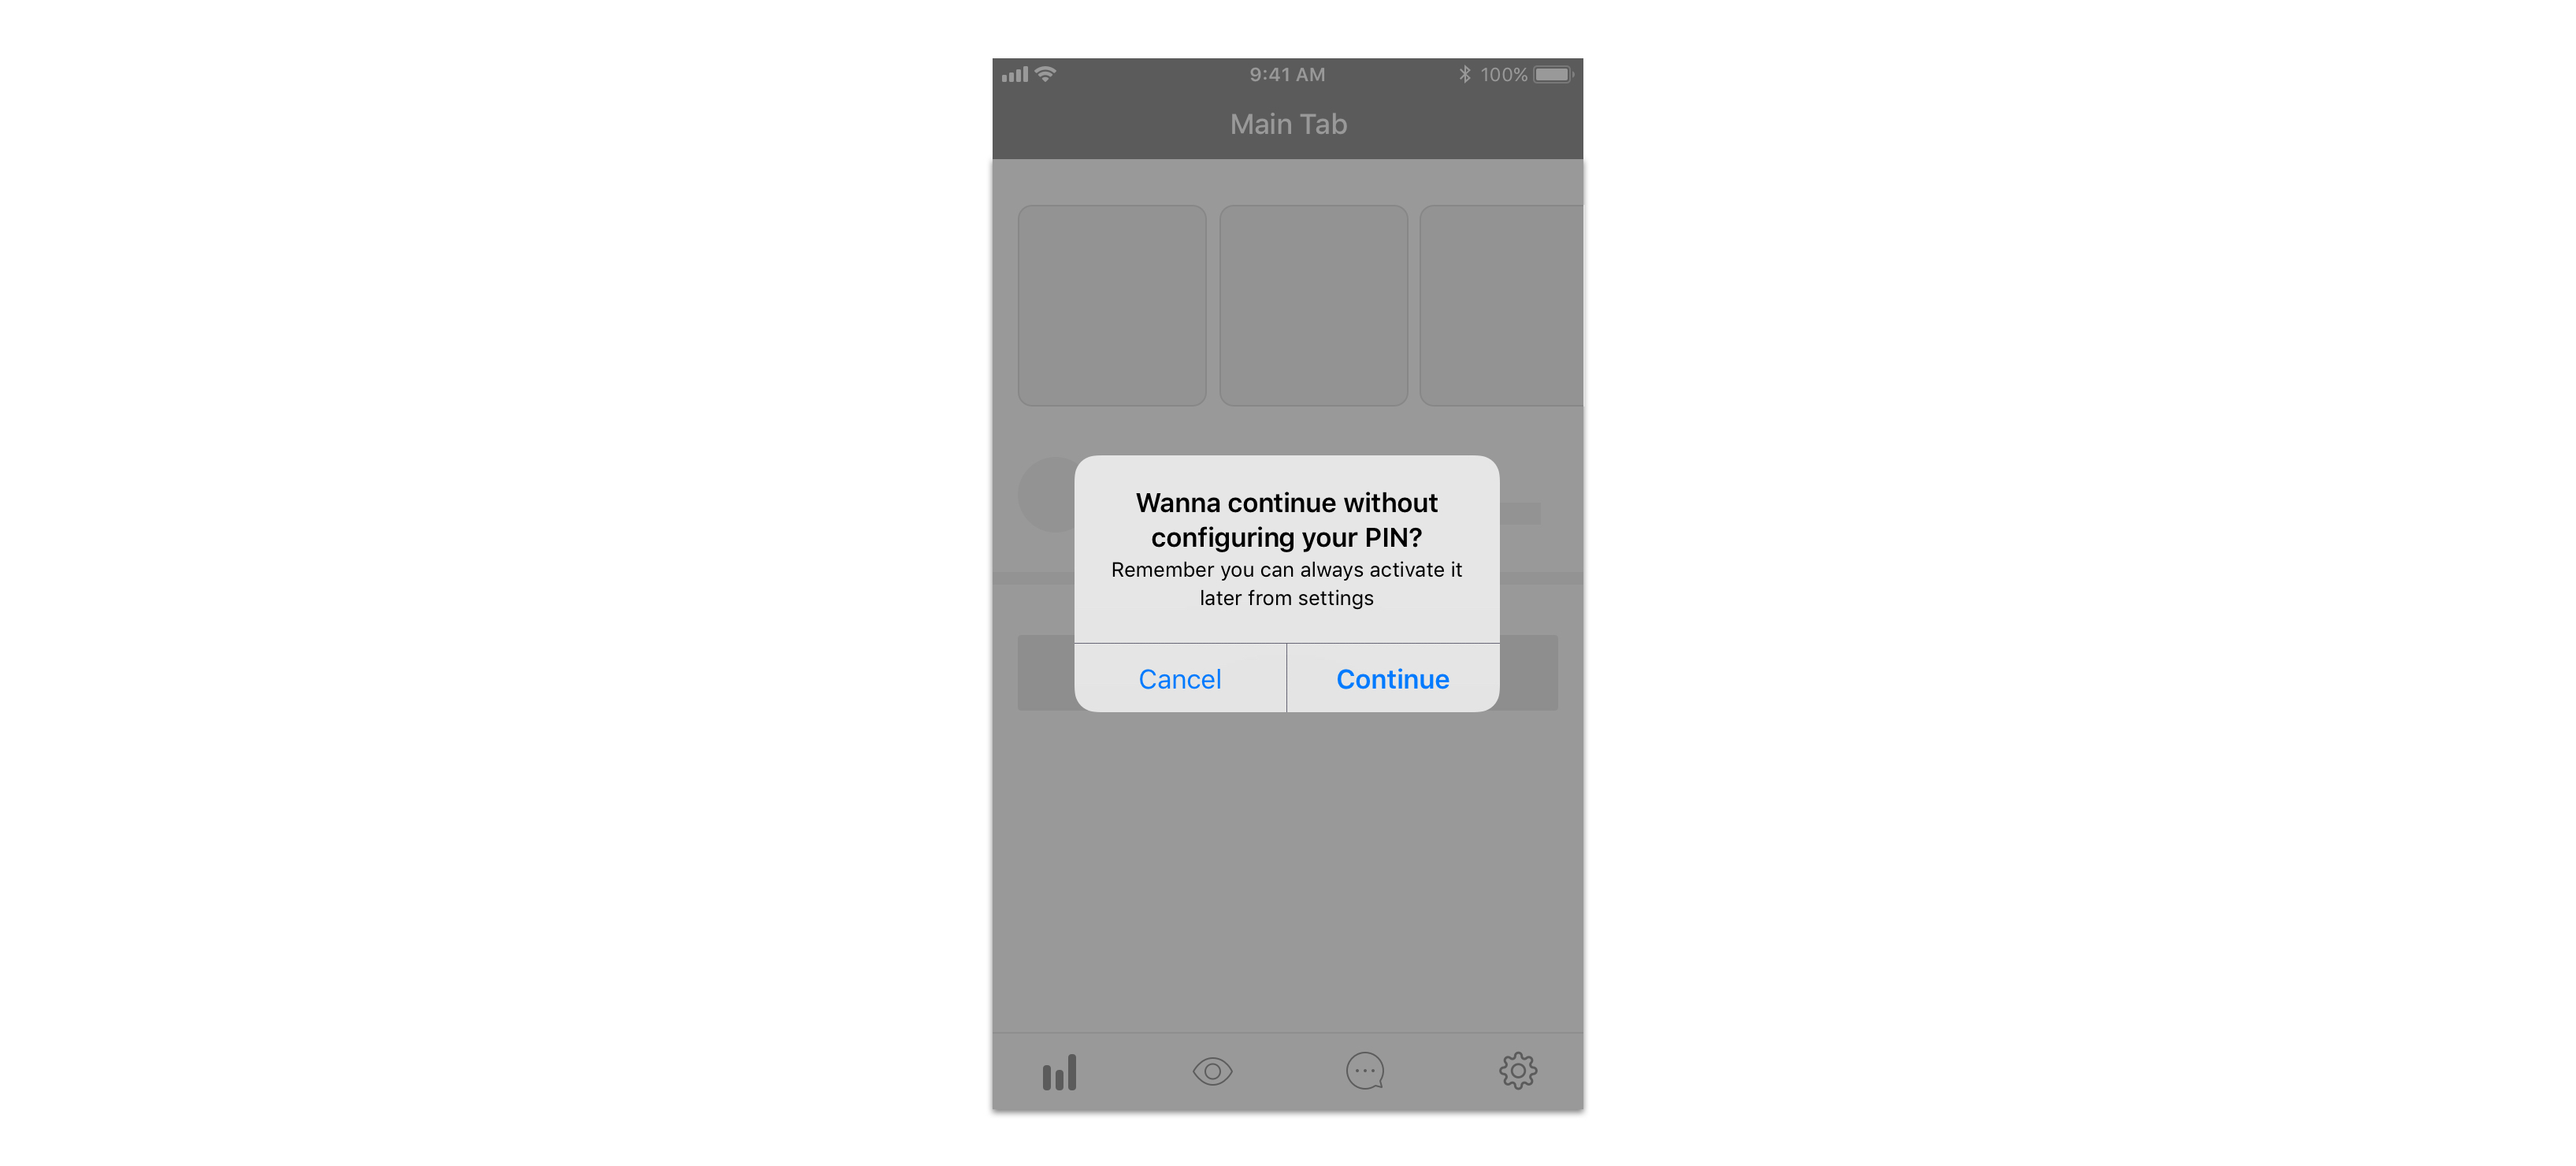 9:41 AM
100%
Main Tab
Wanna continue without
configuring your PIN?
Remember you can always activate it
later from settings
Cancel
Continue